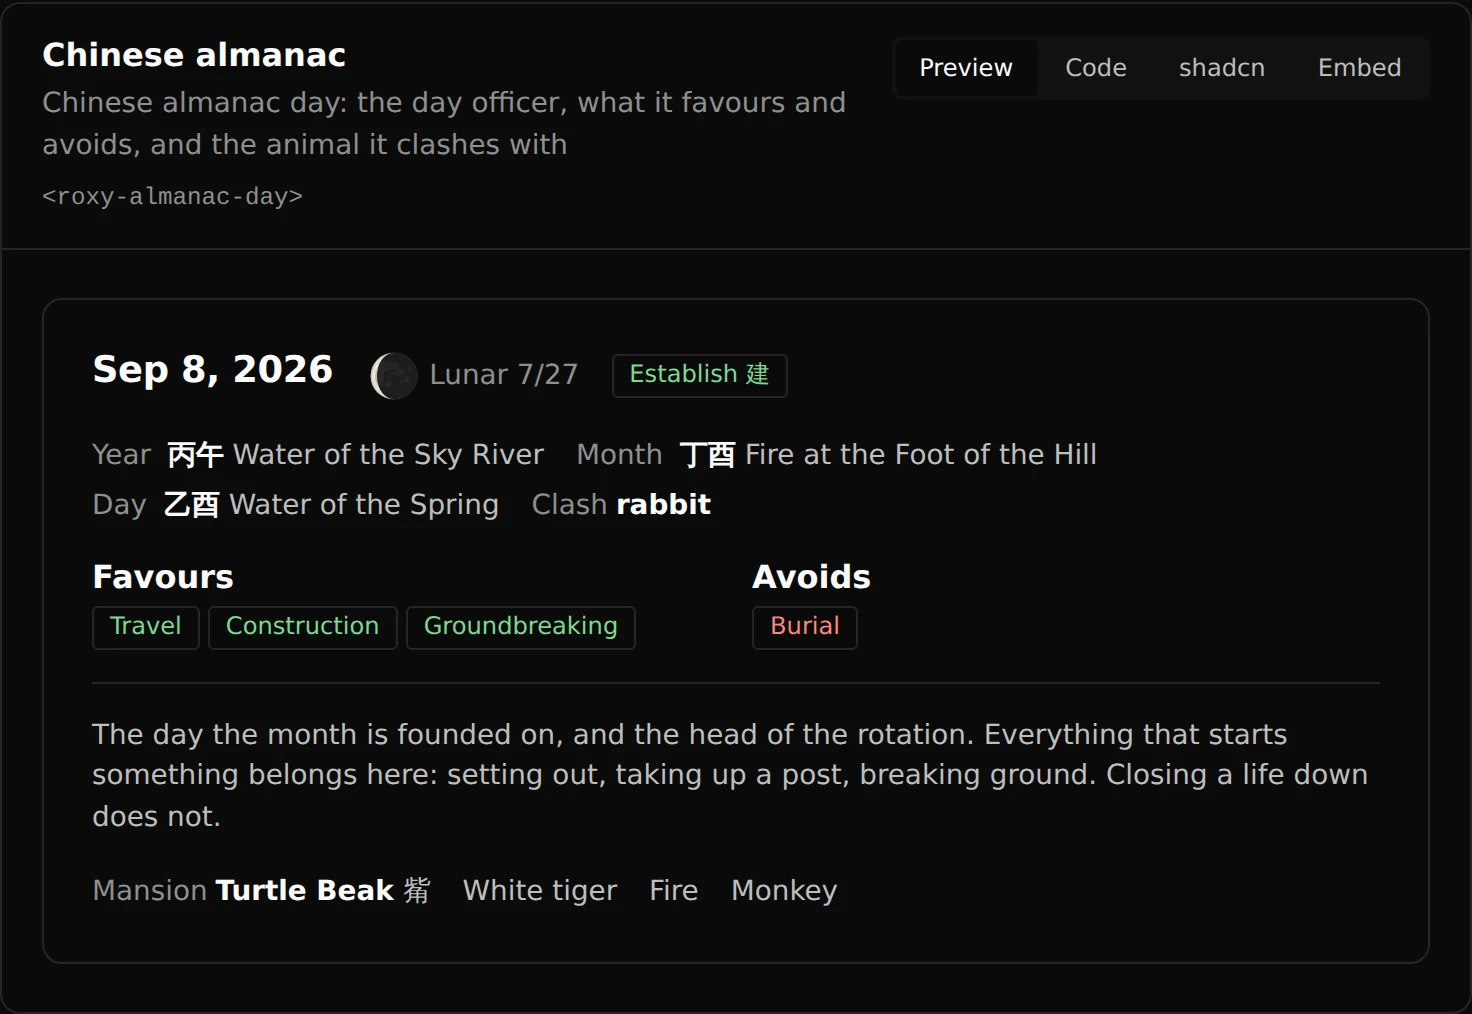 Chinese almanac
Preview Code shadcn Embed
Chinese almanac day: the day officer, what it favours and
avoids, and the animal it clashes with
<roxy-almanac-day>
Sep 8, 2026 Lunar 7/27 Establish 建
Year 丙午 Water of the Sky River Month 丁酉 Fire at the Foot of the Hill
Day 乙酉 Water of the Spring Clash rabbit
Favours Avoids
Travel Construction Groundbreaking Burial
The day the month is founded on, and the head of the rotation. Everything that starts
something belongs here: setting out, taking up a post, breaking ground. Closing a life down
does not.
Mansion Turtle Beak 觜 White tiger Fire Monkey